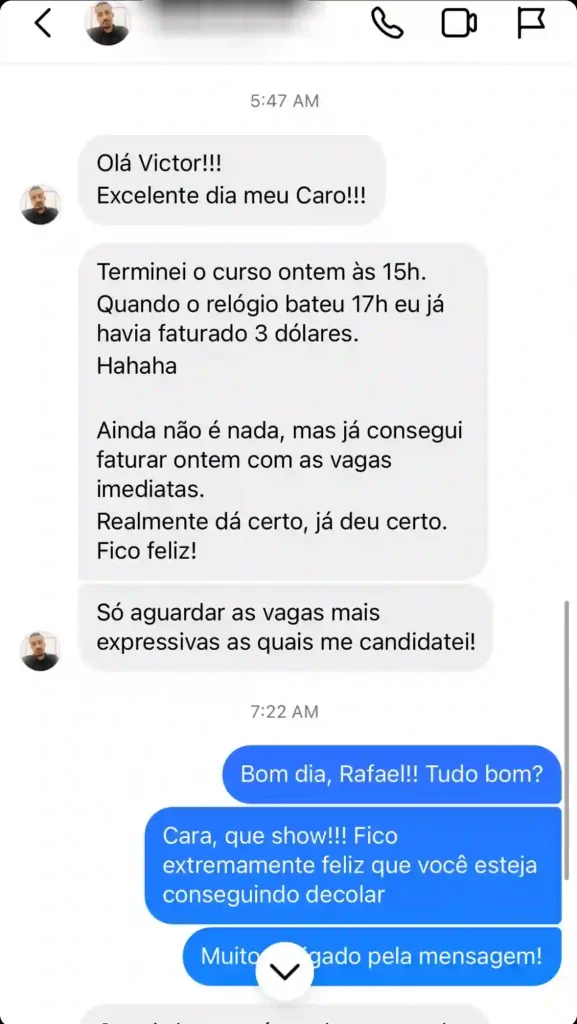 5:47 AM
Olá Victor!!!
Excelente dia meu Caro!!!
Terminei o curso ontem às 15h.
Quando o relógio bateu 17h eu já
havia faturado 3 dólares.
Hahaha
Ainda não é nada, mas já consegui
faturar ontem com as vagas
imediatas.
Realmente dá certo, já deu certo.
Fico feliz!
Só aguardar as vagas mais
expressivas as quais me candidatei!
7:22 AM
Bom dia, Rafael!! Tudo bom?
Cara, que show!!! Fico
extremamente feliz que você esteja
conseguindo decolar
Muito pela mensagem!